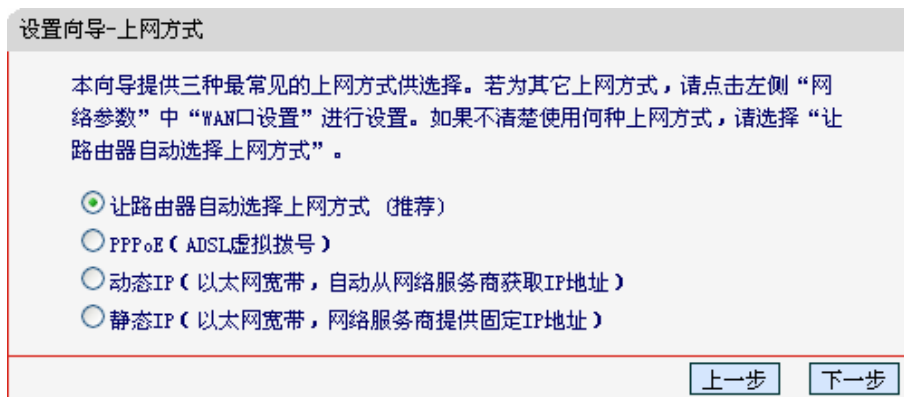 设置向导-上网方式
本向导提供三种最常见的上网方式供选择。若为其它上网方式，请点击左侧“网
络参数”中“WAN口设置”进行设置。如果不清楚使用何种上网方式，请选择“让
路由器自动选择上网方式”。
让路由器自动选择上网方式（推荐）
PPPoE（ADSL虚拟拨号）
动态IP（以太网宽带，自动从网络服务商获取IP地址）
静态IP（以太网宽带，网络服务商提供固定IP地址）
上一步 下一步